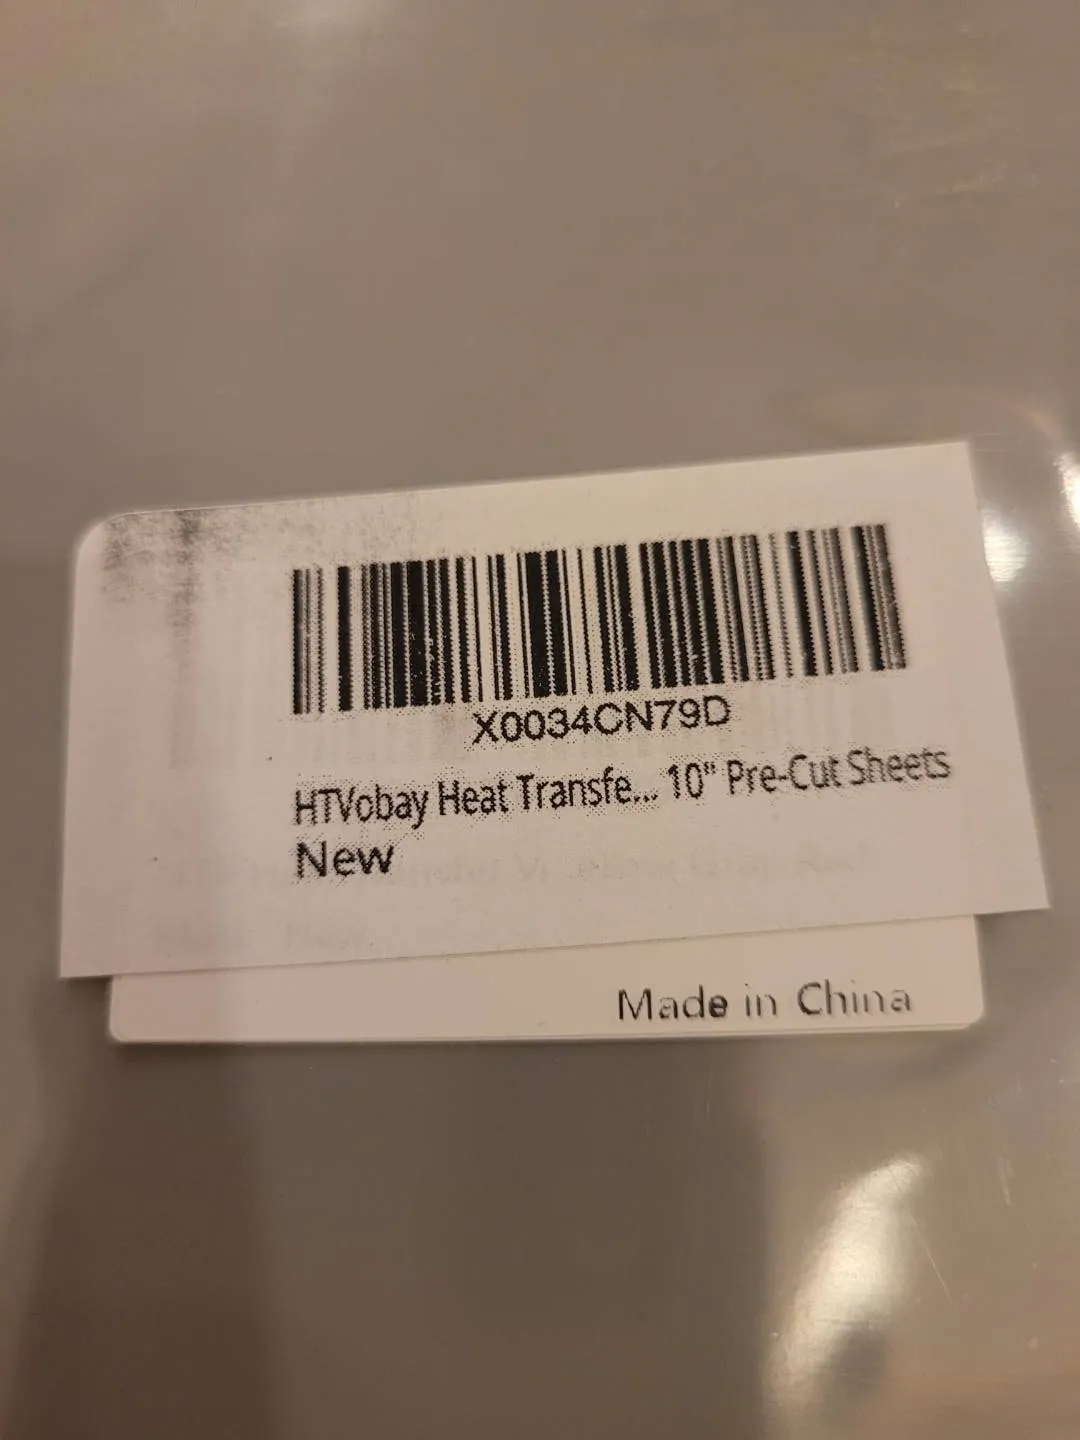 X0034CN79D
HTVobay Heat Transfe... 10" Pre-Cut Sheets
New
Made in China